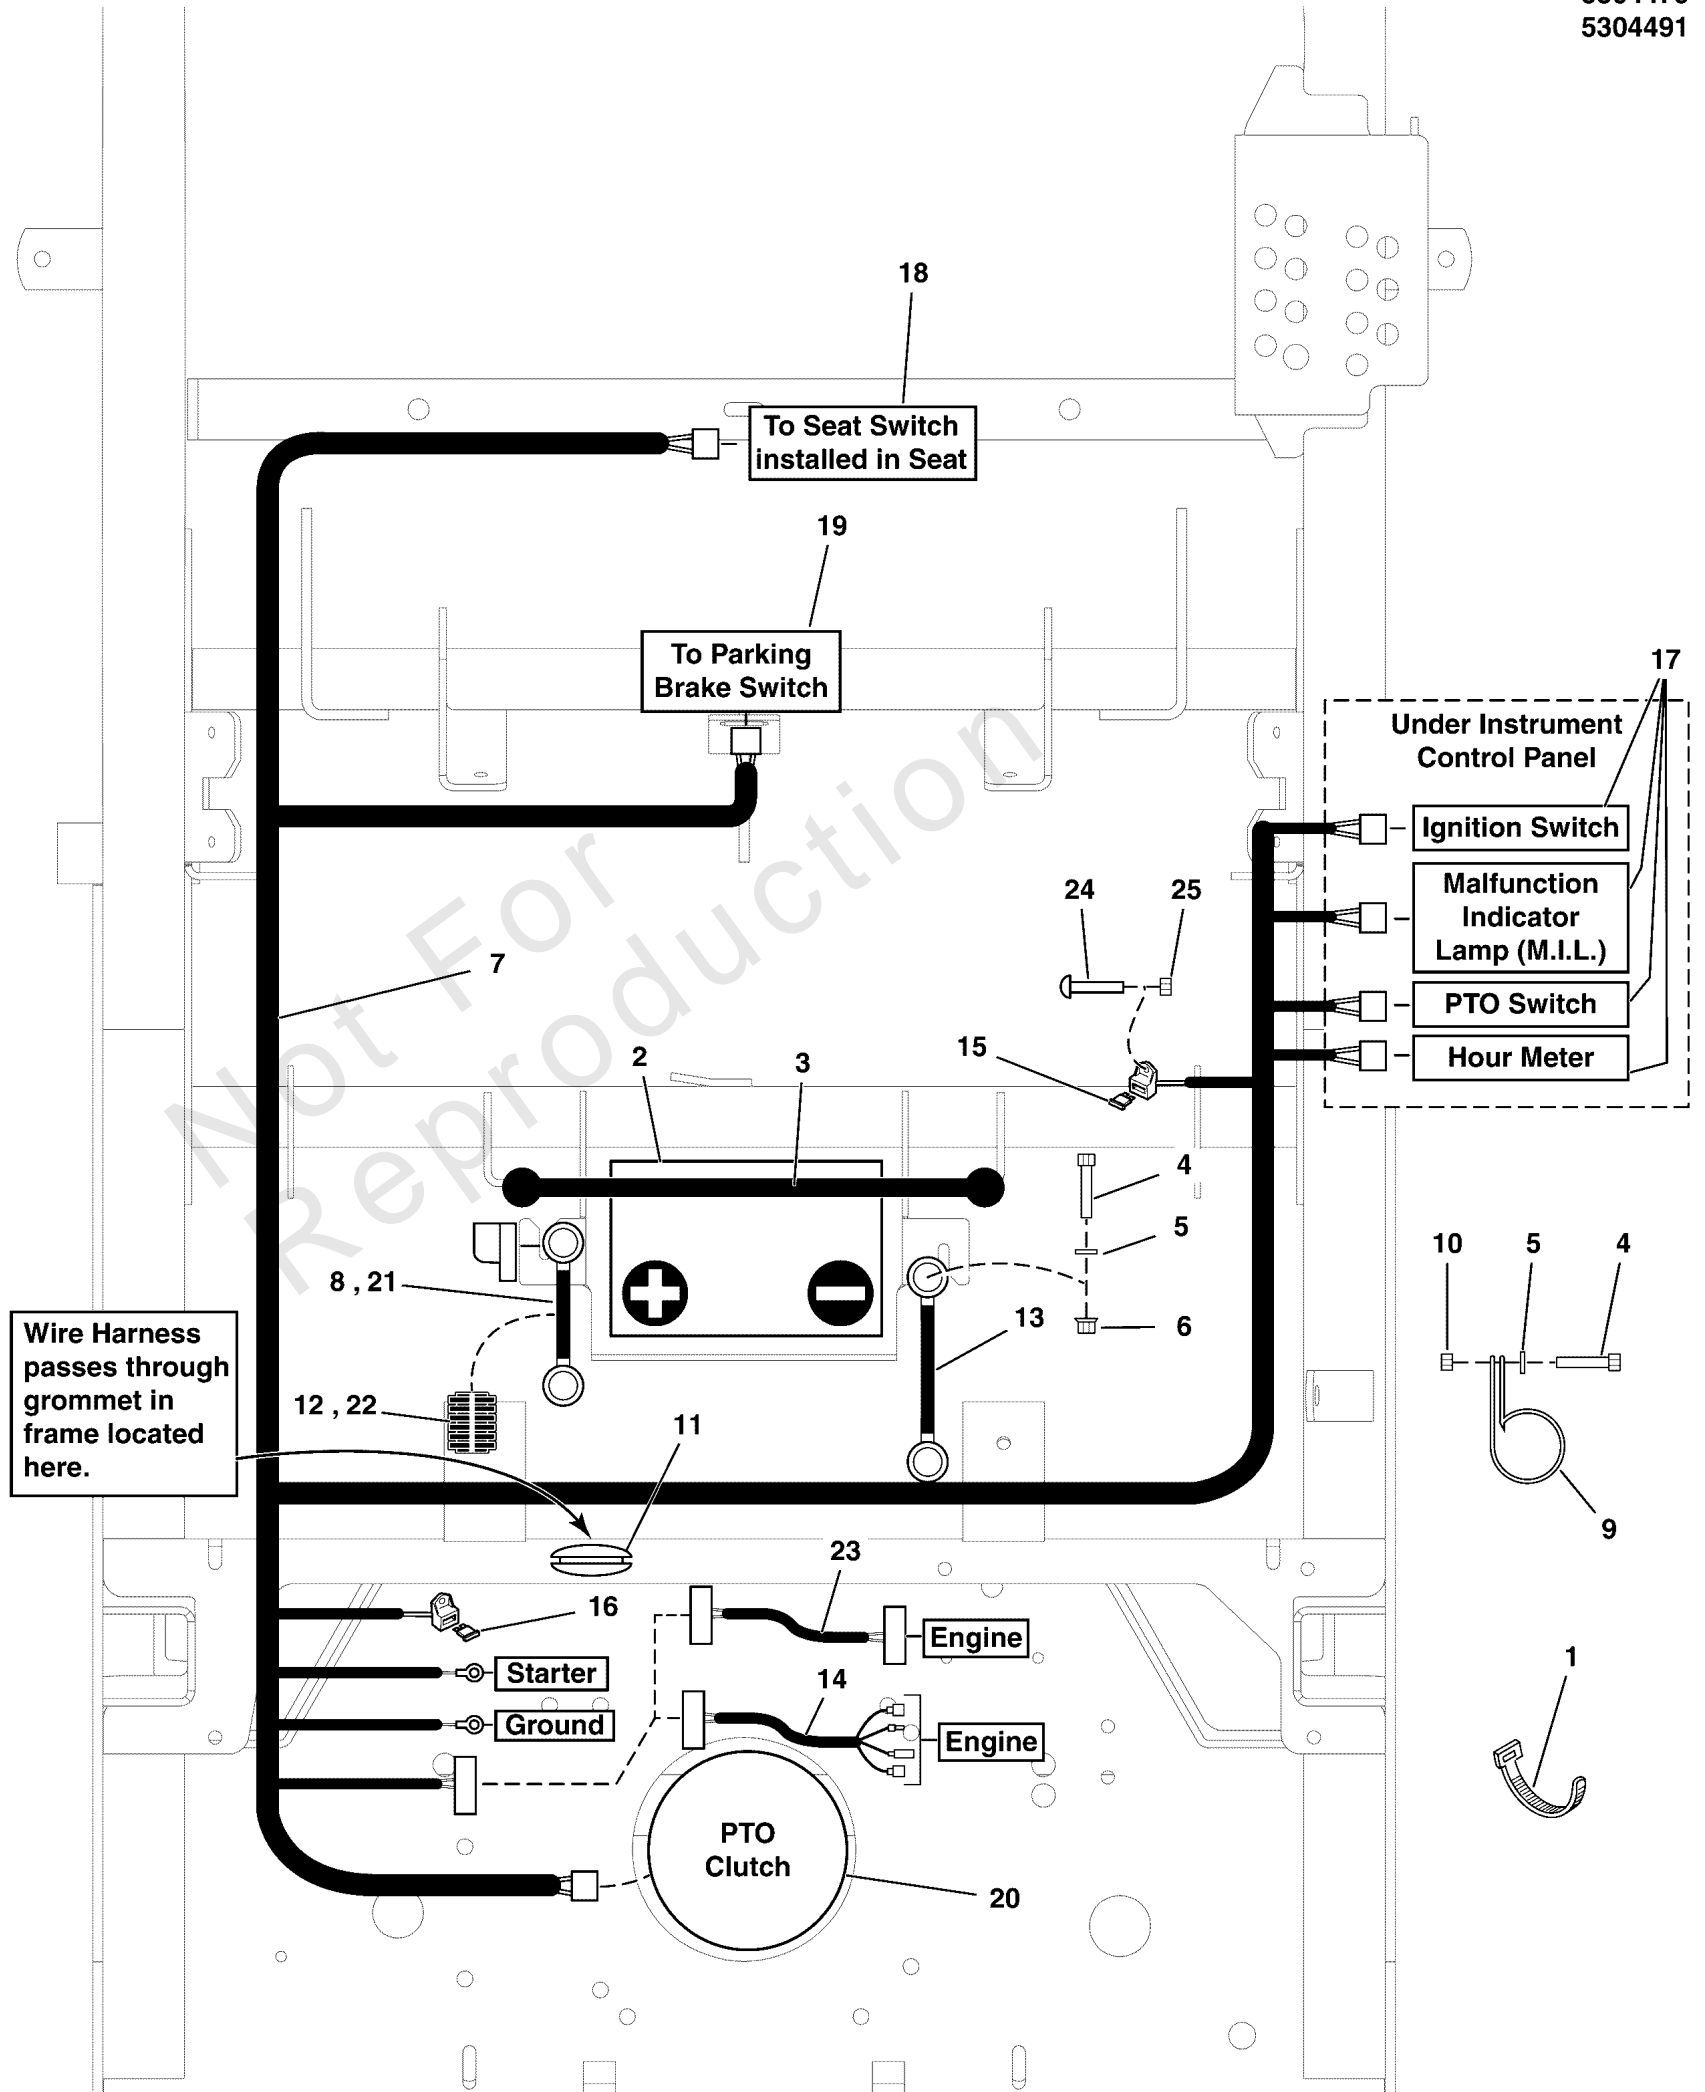 5304491
18
To Seat Switch
installed in Seat
19
To Parking
Brake Switch
17
Under Instrument
Control Panel
Ignition Switch
Malfunction
Indicator
Lamp (M.I.L.)
PTO Switch
Hour Meter
24
25
7
15
2
3
4
5
6
8 , 21
13
10
5
4
9
Wire Harness
passes through
grommet in
frame located
here.
12 , 22
11
23
Engine
16
Starter
14
Ground
Engine
1
PTO
Clutch
20
Not For
Reproduction